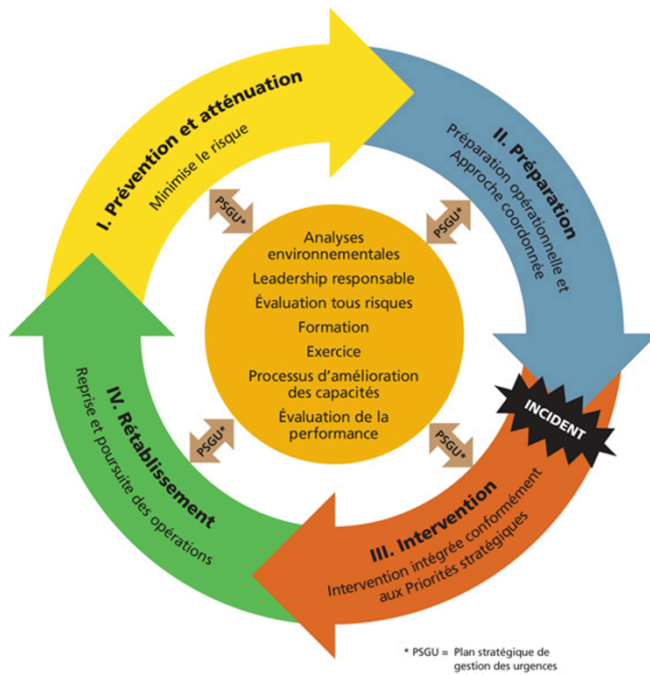 I. Prévention et atténuation
Minimise le risque
II. Préparation
Préparation opérationnelle et
Approche coordonnée
PSGU*
PSGU*
Analyses
environnementales
Leadership responsable
Évaluation tous risques
Formation
Exercice
Processus d'amélioration
des capacités
Évaluation de la
performance
PSGU*
PSGU*
INCIDENT
III. Intervention
Intervention intégrée conformément
aux Priorités stratégiques
IV. Rétablissement
Reprise et poursuite des opérations
* PSGU = Plan stratégique de
gestion des urgences